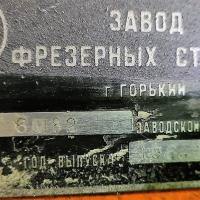 ЗАВОД
ФРЕЗЕРНЫХ СТ
г ГОРЬКИЙ
ЗАВОДСКОЙ
ГОД ВЫПУСКА